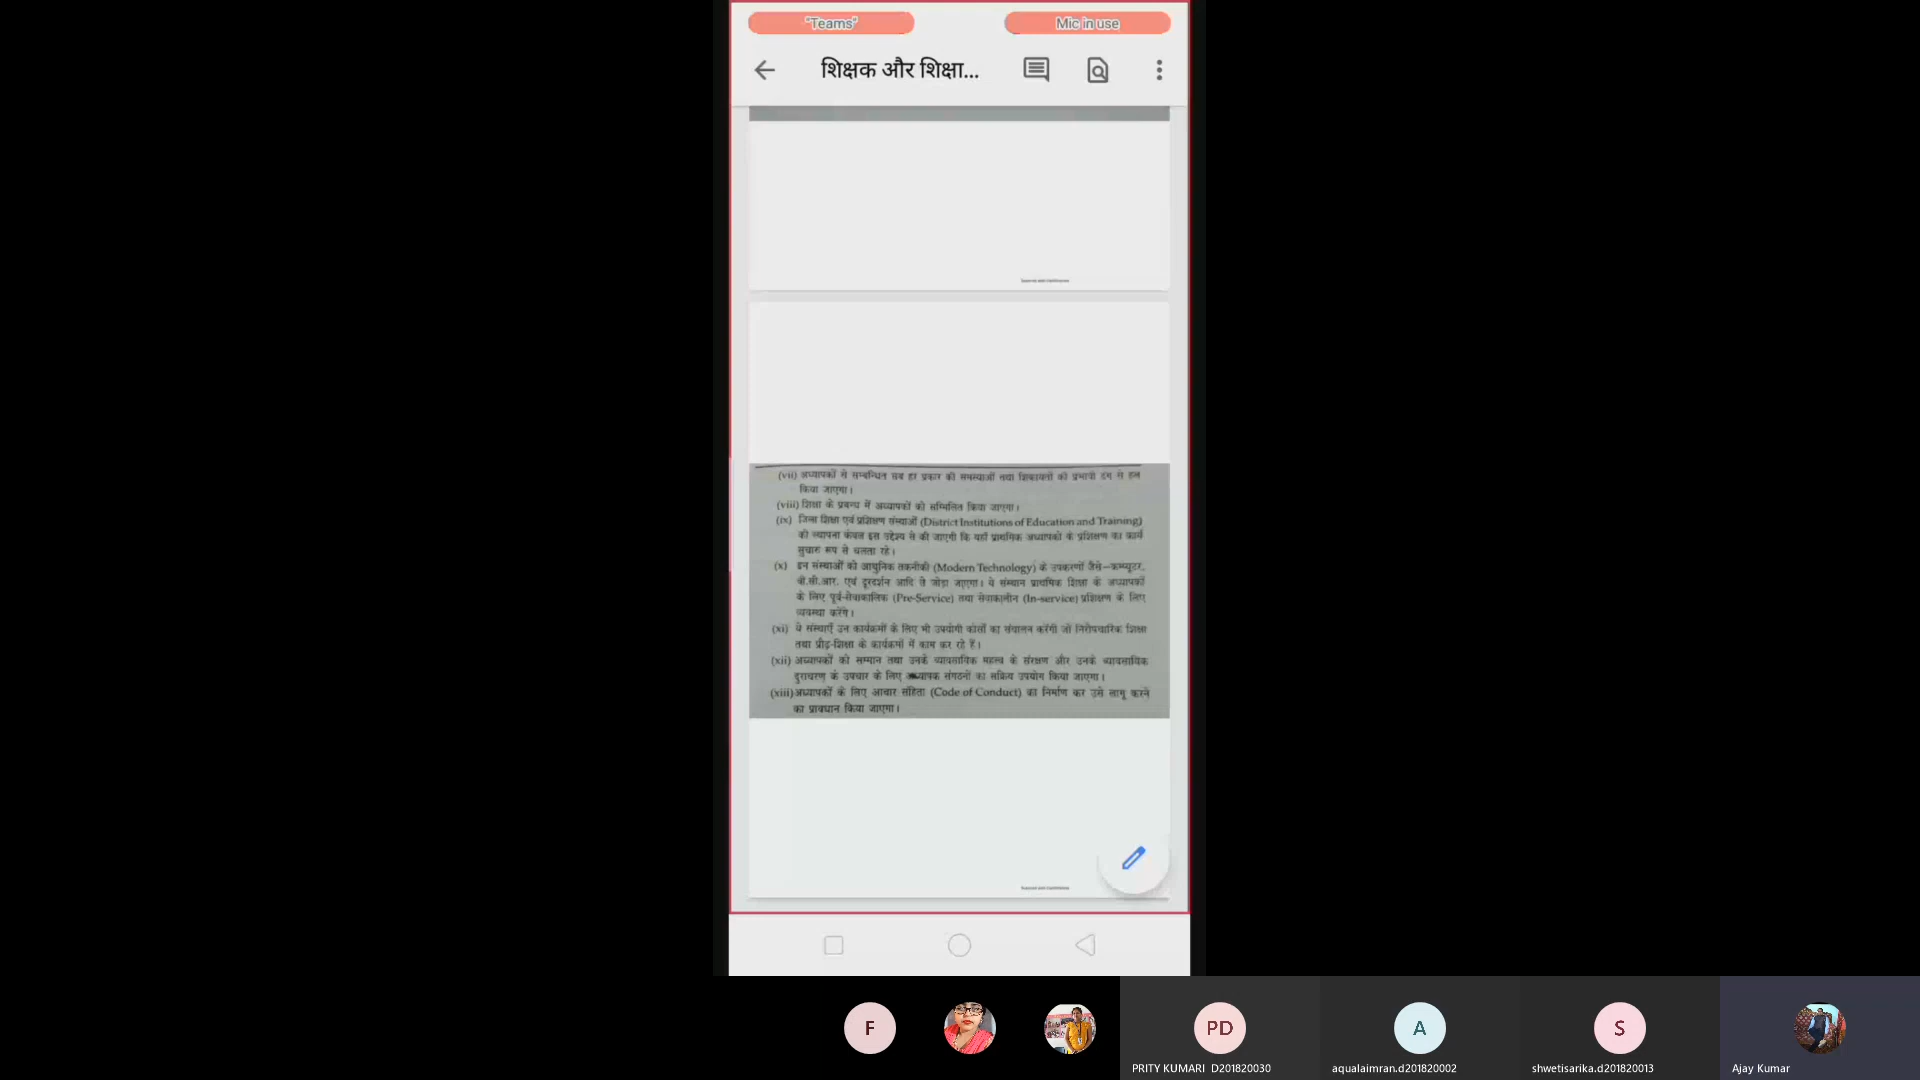 "Teams"
Mic in use
शिक्षक और शिक्षा...
(vii) अध्यापकों से सम्बन्धित सब हर प्रकार की समस्याओं तथा शिकायतों को प्रभावी ढंग से हल
किया जाएगा।
(viii) शिक्षा के प्रबन्ध में अध्यापकों को सम्मिलित किया जाएगा।
(ix) जिला शिक्षा एवं प्रशिक्षण संस्थाओं (District Institutions of Education and Training)
की स्थापना केवल इस उद्देश्य से की जाएगी कि वहाँ प्राथमिक अध्यापकों के प्रशिक्षण का कार्य
सुचारु रूप से चलता रहे।
(x) इन संस्थाओं को आधुनिक तकनीकी (Modern Technology) के उपकरणों जैसे—कम्प्यूटर,
वी.सी.आर. एवं दूरदर्शन आदि से जोड़ा जाएगा। ये संस्थान प्राथमिक शिक्षा के अध्यापकों
के लिए पूर्व-सेवाकालिक (Pre-Service) तथा सेवाकालीन (In-service) प्रशिक्षण के लिए
व्यवस्था करेंगे।
(xi) ये संस्थाएँ उन कार्यक्रमों के लिए भी उपयोगी कोर्सों का संचालन करेंगी जो निरौपचारिक शिक्षा
तथा प्रौढ़-शिक्षा के कार्यक्रमों में काम कर रहे हैं।
(xii) अध्यापकों को सम्मान तथा उनके व्यावसायिक महत्व के संरक्षण और उनके व्यावसायिक
दुराचरण के उपचार के लिए अध्यापक संगठनों का सक्रिय उपयोग किया जाएगा।
(xiii) अध्यापकों के लिए आचार संहिता (Code of Conduct) का निर्माण कर उसे लागू करने
का प्रावधान किया जाएगा।
F
PD
A
S
PRITY KUMARI D201820030
aqualaimran.d201820002
shwetisarika.d201820013
Ajay Kumar